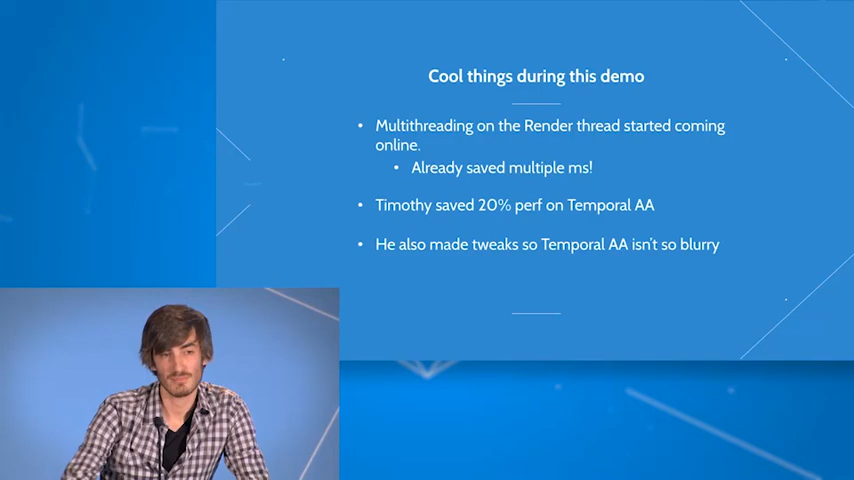 Cool things during this demo
• Multithreading on the Render thread started coming
online.
• Already saved multiple ms!
• Timothy saved 20% perf on Temporal AA
• He also made tweaks so Temporal AA isn't so blurry